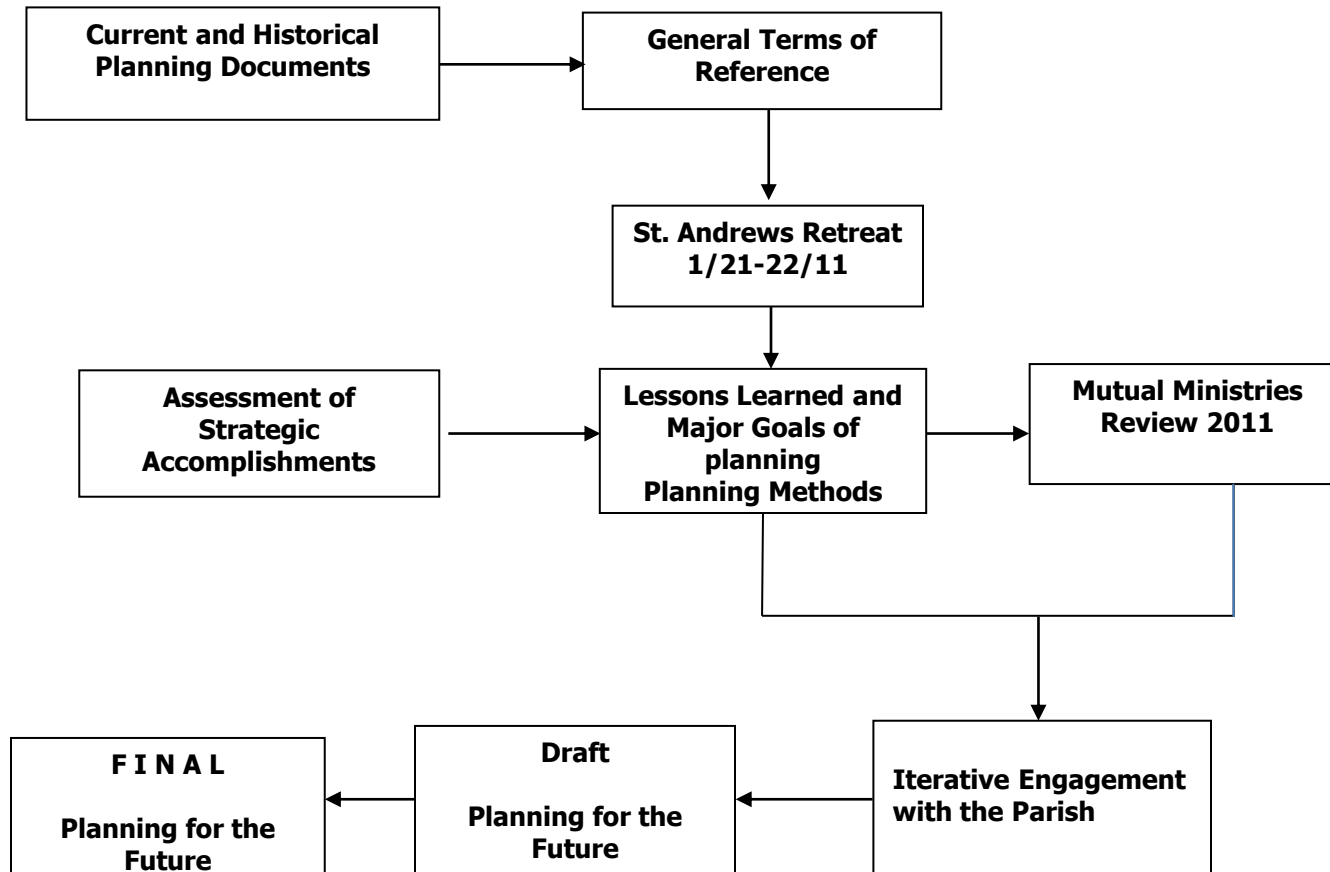 Current and Historical
Planning Documents
General Terms of
Reference
St. Andrews Retreat
1/21-22/11
Assessment of
Strategic
Accomplishments
Lessons Learned and
Major Goals of
planning
Planning Methods
Mutual Ministries
Review 2011
Iterative Engagement
with the Parish
Draft
Planning for the
Future
F I N A L
Planning for the
Future